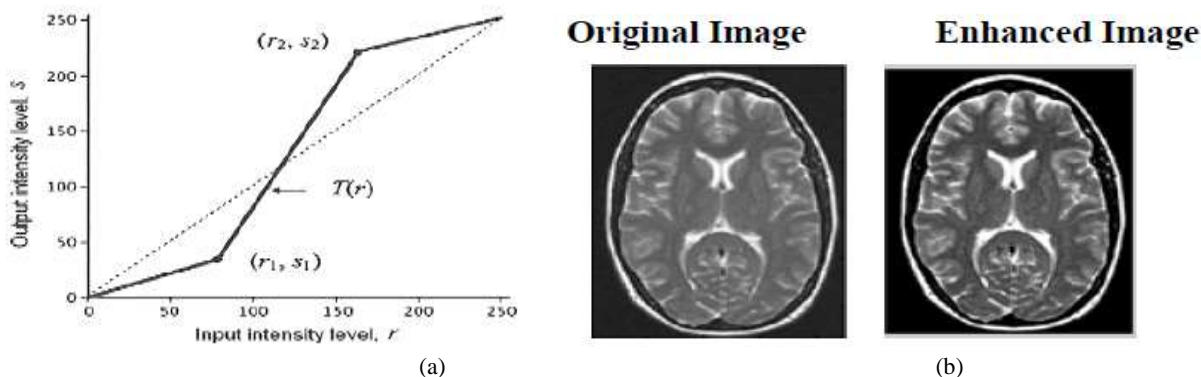 250
200
150
100
50
0
Output intensity level, s
(r2, s2)
T(r)
(r1, s1)
0 50 100 150 200 250
Input intensity level, r
(a)
Original Image Enhanced Image
(b)